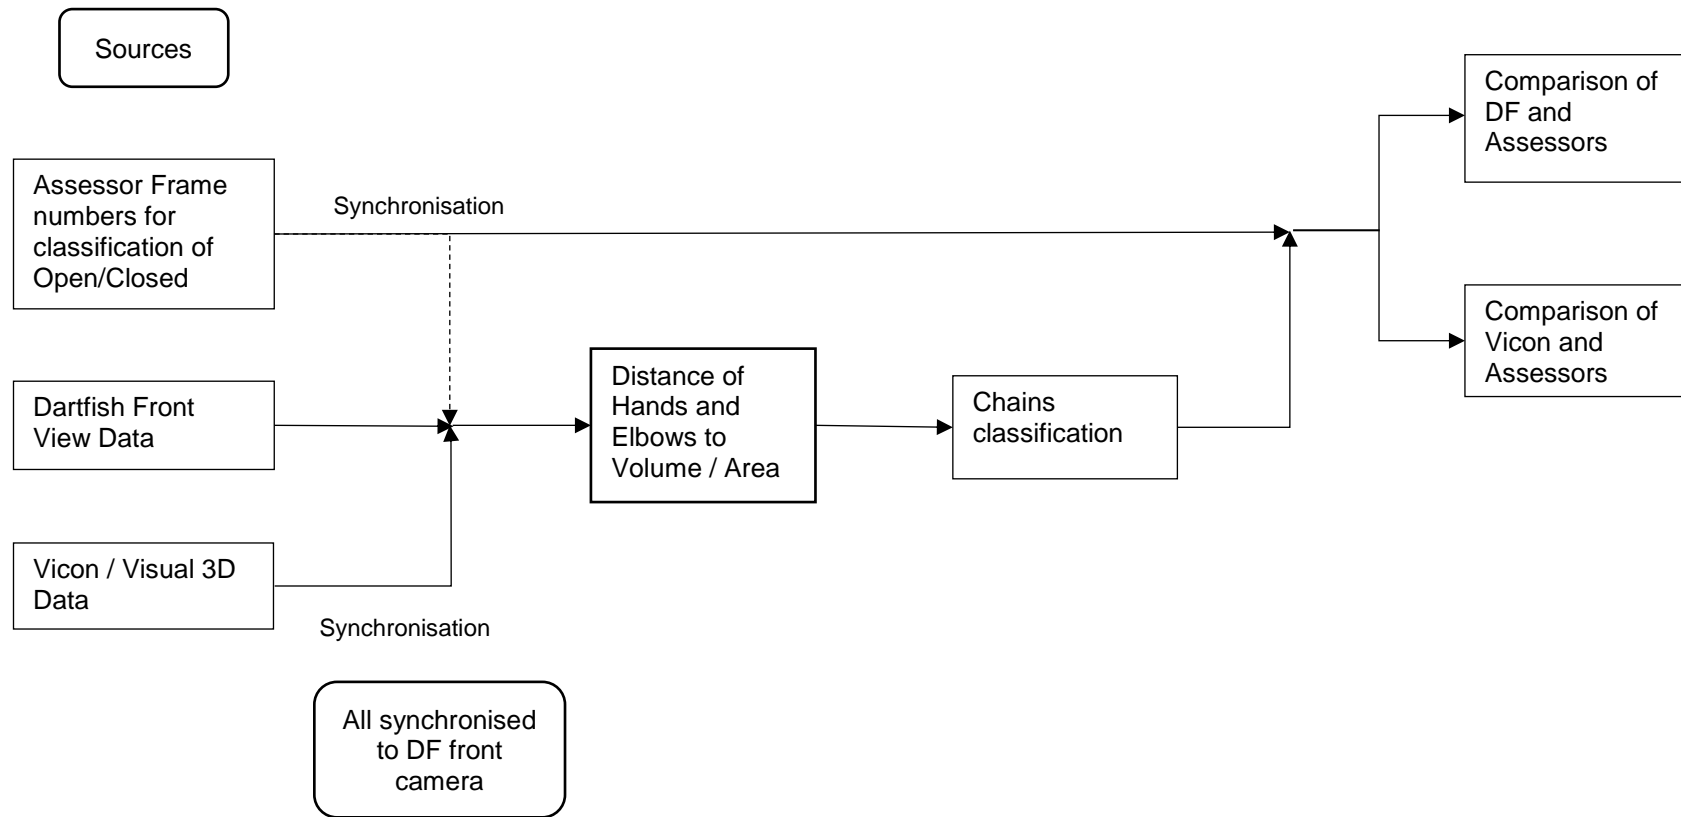 Sources
Assessor Frame
numbers for
classification of
Open/Closed
Synchronisation
Dartfish Front
View Data
Vicon / Visual 3D
Data
Synchronisation
All synchronised
to DF front
camera
Distance of
Hands and
Elbows to
Volume / Area
Chains
classification
Comparison of
DF and
Assessors
Comparison of
Vicon and
Assessors